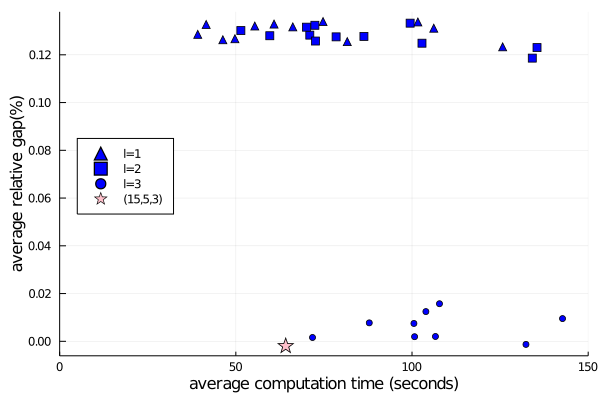 0.12
0.10
0.08
0.06
0.04
0.02
0.00
average relative gap(%)
l=1
l=2
l=3
(15,5,3)
0
50
100
150
average computation time (seconds)